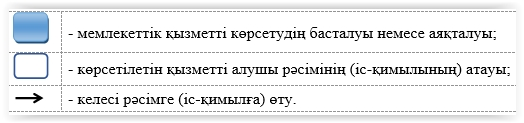 - мемлекеттік қызметті көрсетудің басталуы немесе аяқталуы;
- көрсетілетін қызметті алушы рәсімінің (іс-қимылының) атауы;
- келесі рәсімге (іс-қимылға) өту.